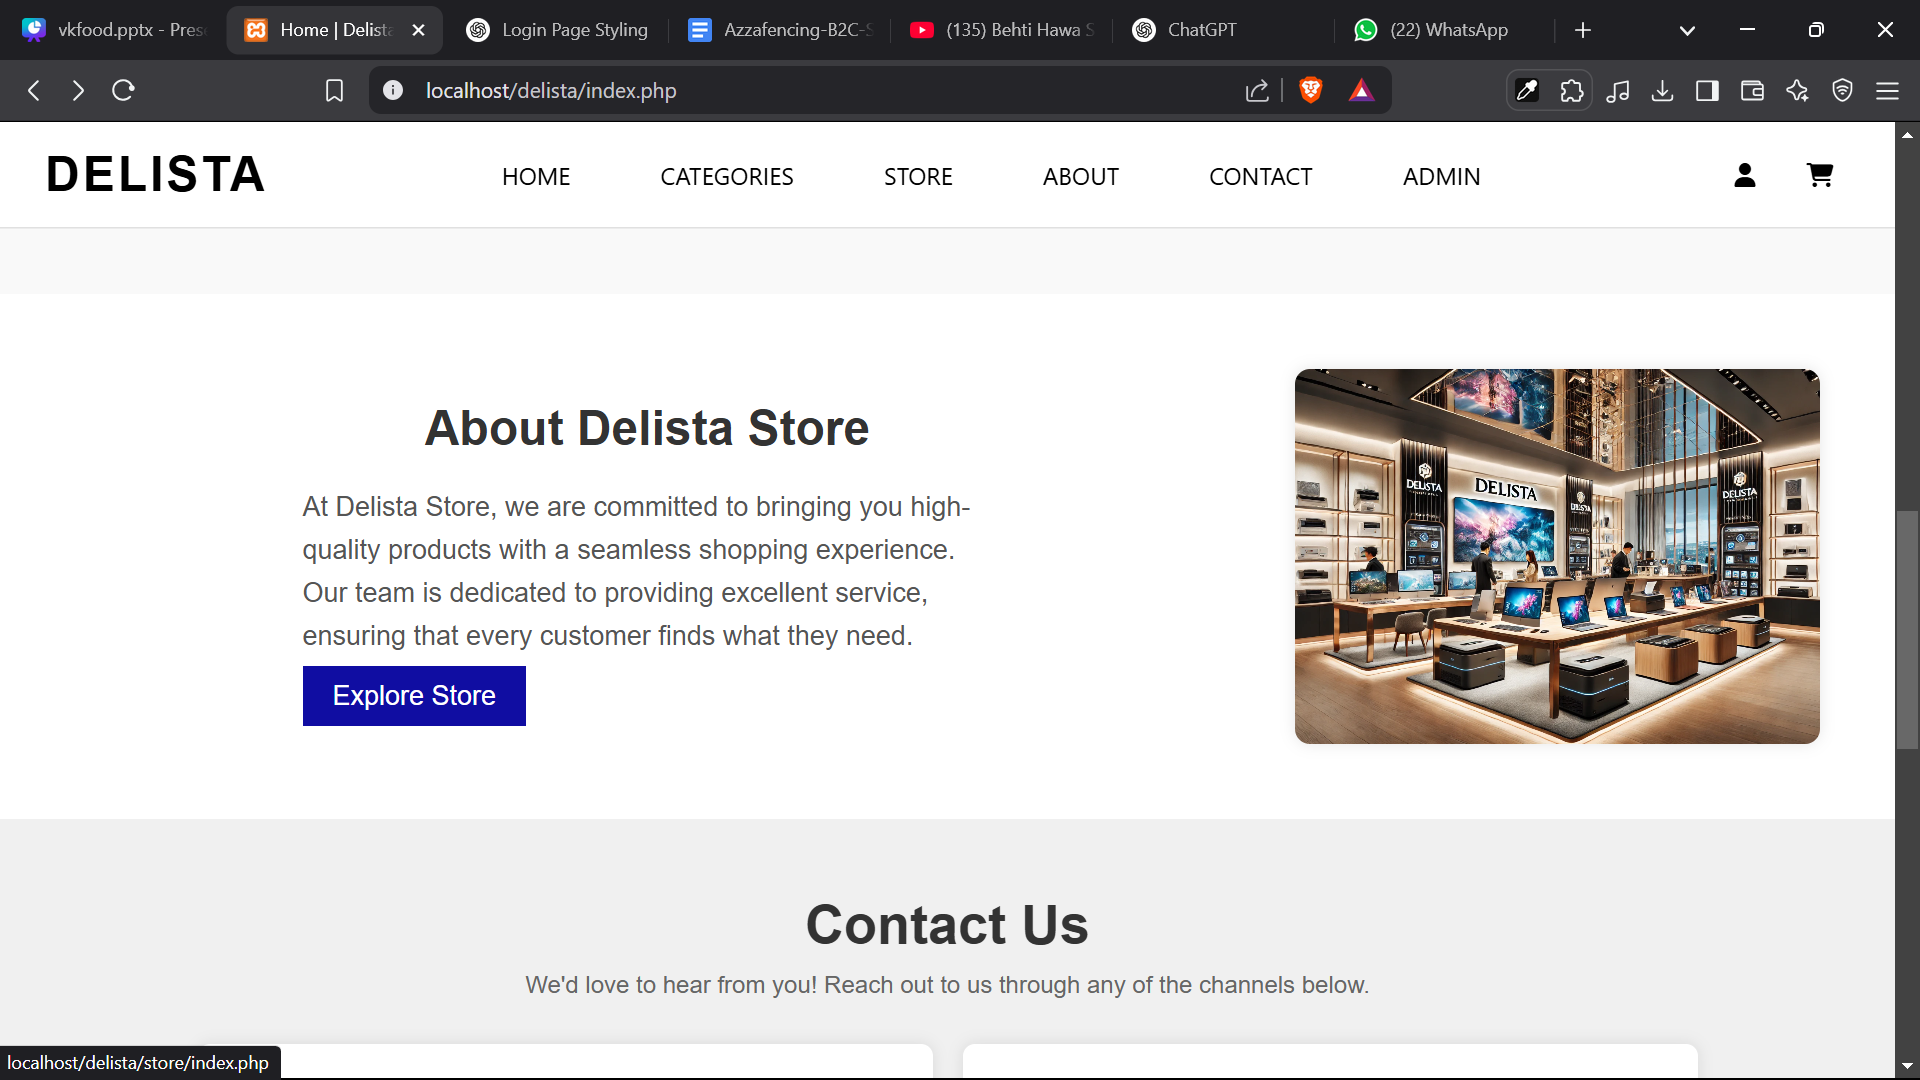 vkfood.pptx - Pres
Home | Delista
Login Page Styling
Azzafencing-B2C-S
(135) Behti Hawa S
ChatGPT
(22) WhatsApp
localhost/delista/index.php
DELISTA
HOME
CATEGORIES
STORE
ABOUT
CONTACT
ADMIN
About Delista Store
At Delista Store, we are committed to bringing you high-
quality products with a seamless shopping experience.
Our team is dedicated to providing excellent service,
ensuring that every customer finds what they need.
Explore Store
DELISTA
DELISTA
DELISTA
DELISTA
Contact Us
We'd love to hear from you! Reach out to us through any of the channels below.
localhost/delista/store/index.php